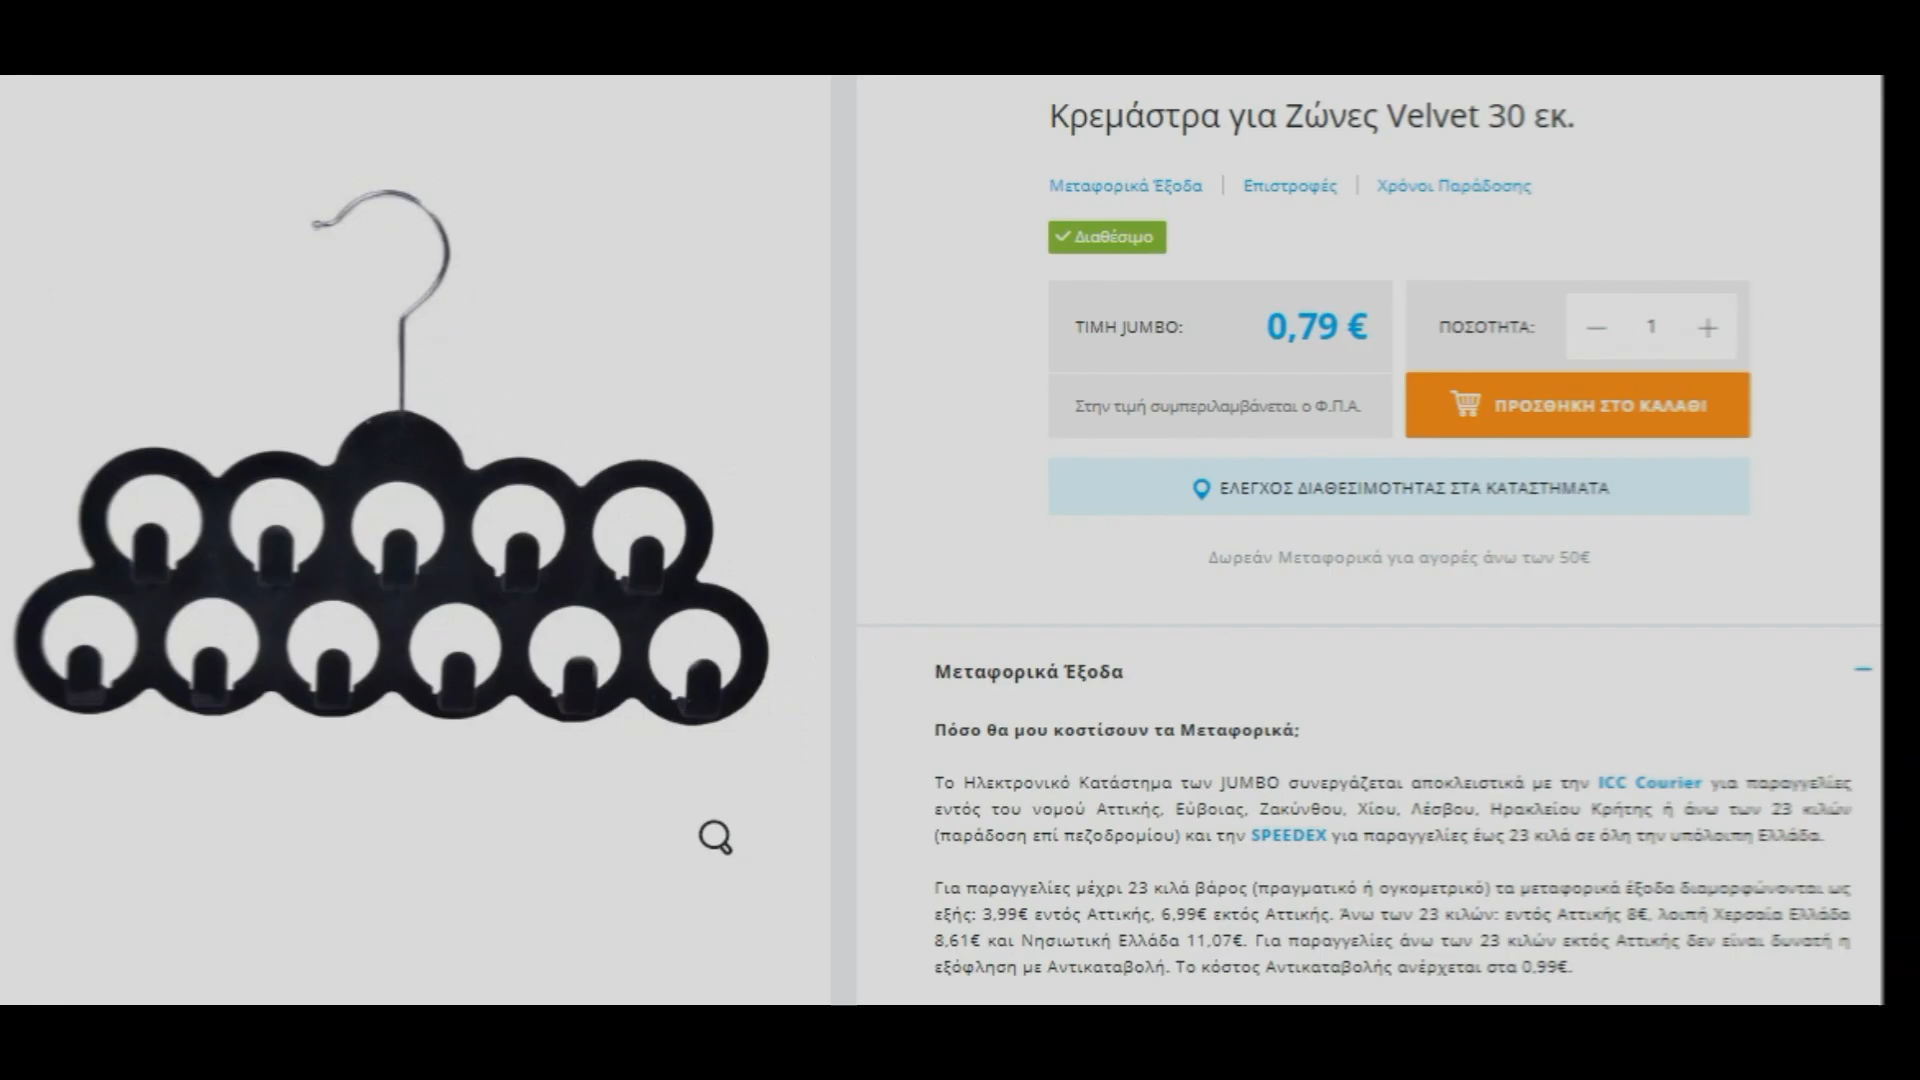 Κρεμάστρα για Ζώνες Velvet 30 εκ.
Μεταφορικά Έξοδα | Επιστροφές | Χρόνοι Παράδοσης
Διαθέσιμο
ΤΙΜΗ JUMBO: 0,79 €
ΠΟΣΟΤΗΤΑ: — 1 +
Στην τιμή συμπεριλαμβάνεται ο Φ.Π.Α.
ΠΡΟΣΘΗΚΗ ΣΤΟ ΚΑΛΑΘΙ
ΕΛΕΓΧΟΣ ΔΙΑΘΕΣΙΜΟΤΗΤΑΣ ΣΤΑ ΚΑΤΑΣΤΗΜΑΤΑ
Δωρεάν Μεταφορικά για αγορές άνω των 50€
Μεταφορικά Έξοδα
Πόσο θα μου κοστίσουν τα Μεταφορικά;
Το Ηλεκτρονικό Κατάστημα των JUMBO συνεργάζεται αποκλειστικά με την ICC Courier για παραγγελίες
εντός του νομού Αττικής, Εύβοιας, Ζακύνθου, Χίου, Λέσβου, Ηρακλείου Κρήτης ή άνω των 23 κιλών
(παράδοση επί πεζοδρομίου) και την SPEEDEX για παραγγελίες έως 23 κιλά σε όλη την υπόλοιπη Ελλάδα.
Για παραγγελίες μέχρι 23 κιλά βάρος (πραγματικό ή ογκομετρικό) τα μεταφορικά έξοδα διαμορφώνονται ως
εξής: 3,99€ εντός Αττικής, 6,99€ εκτός Αττικής. Άνω των 23 κιλών: εντός Αττικής 8€, λοιπή Χερσαία Ελλάδα
8,61€ και Νησιωτική Ελλάδα 11,07€. Για παραγγελίες άνω των 23 κιλών εκτός Αττικής δεν είναι δυνατή η
εξόφληση με Αντικαταβολή. Το κόστος Αντικαταβολής ανέρχεται στα 0,99€.